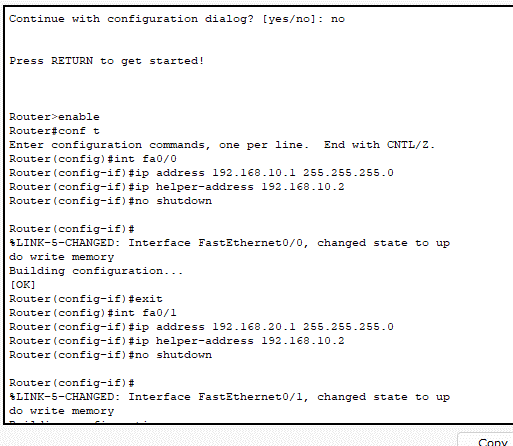 Continue with configuration dialog? [yes/no]: no
Press RETURN to get started!
Router>enable
Router#conf t
Enter configuration commands, one per line.  End with CNTL/Z.
Router(config)#int fa0/0
Router(config-if)#ip address 192.168.10.1 255.255.255.0
Router(config-if)#ip helper-address 192.168.10.2
Router(config-if)#no shutdown
Router(config-if)#
%LINK-5-CHANGED: Interface FastEthernet0/0, changed state to up
do write memory
Building configuration...
[OK]
Router(config-if)#exit
Router(config)#int fa0/1
Router(config-if)#ip address 192.168.20.1 255.255.255.0
Router(config-if)#ip helper-address 192.168.10.2
Router(config-if)#no shutdown
Router(config-if)#
%LINK-5-CHANGED: Interface FastEthernet0/1, changed state to up
do write memory
Copy